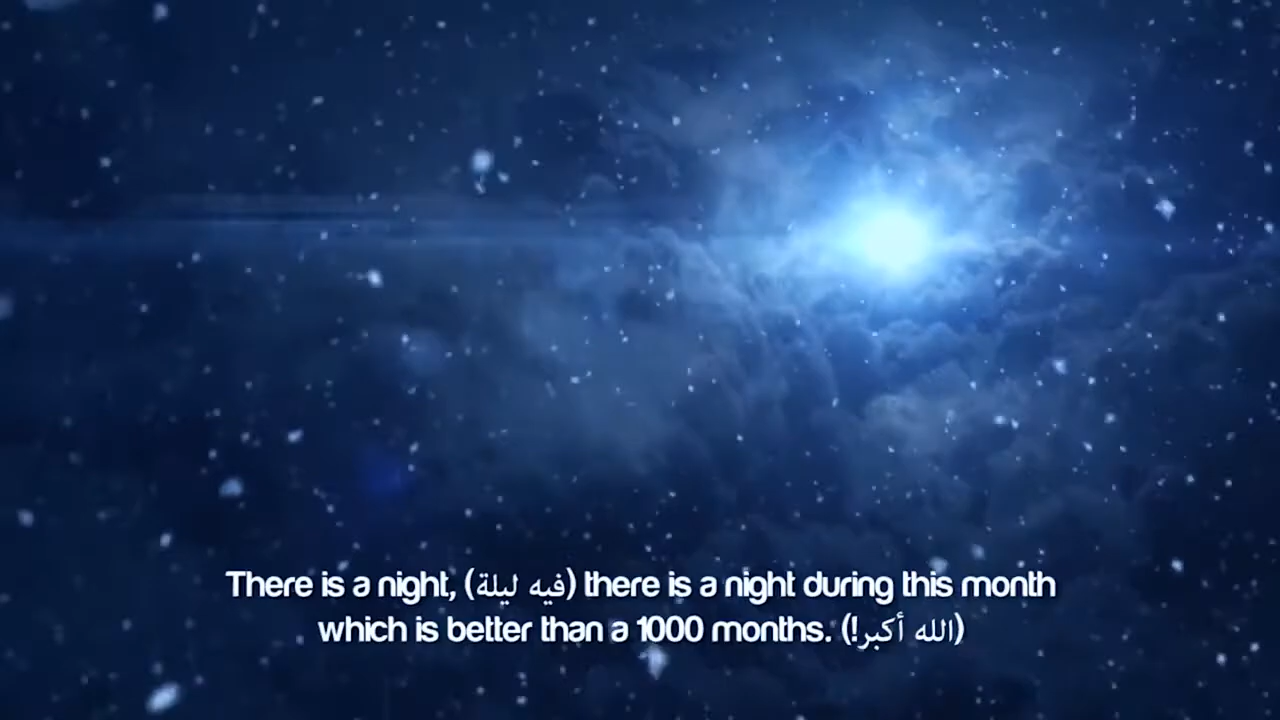 There is a night, (فيه ليلة) there is a night during this month
which is better than a 1000 months. (الله أكبر!)